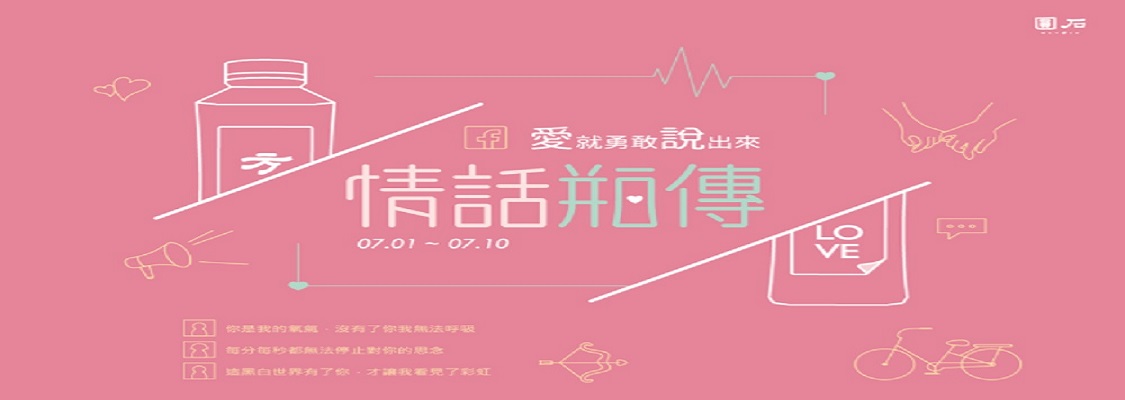 石
愛就勇敢說出來
情話瓶傳
07.01 ~ 07.10
LO
VE
你是我的氧氣，沒有了你我無法呼吸
每分每秒都無法停止對你的思念
這黑白世界有了你，才讓我看見了彩虹